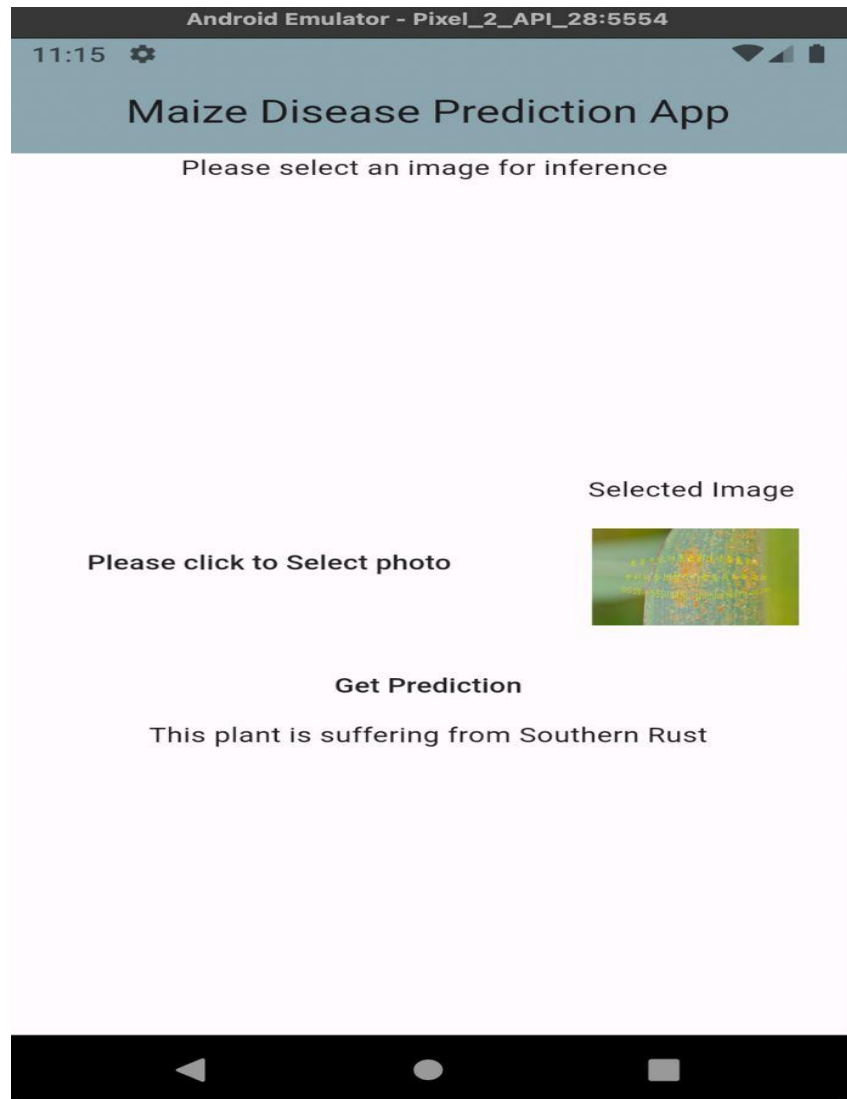 Android Emulator - Pixel_2_API_28:5554
11:15
Maize Disease Prediction App
Please select an image for inference
Selected Image
Please click to Select photo
Get Prediction
This plant is suffering from Southern Rust